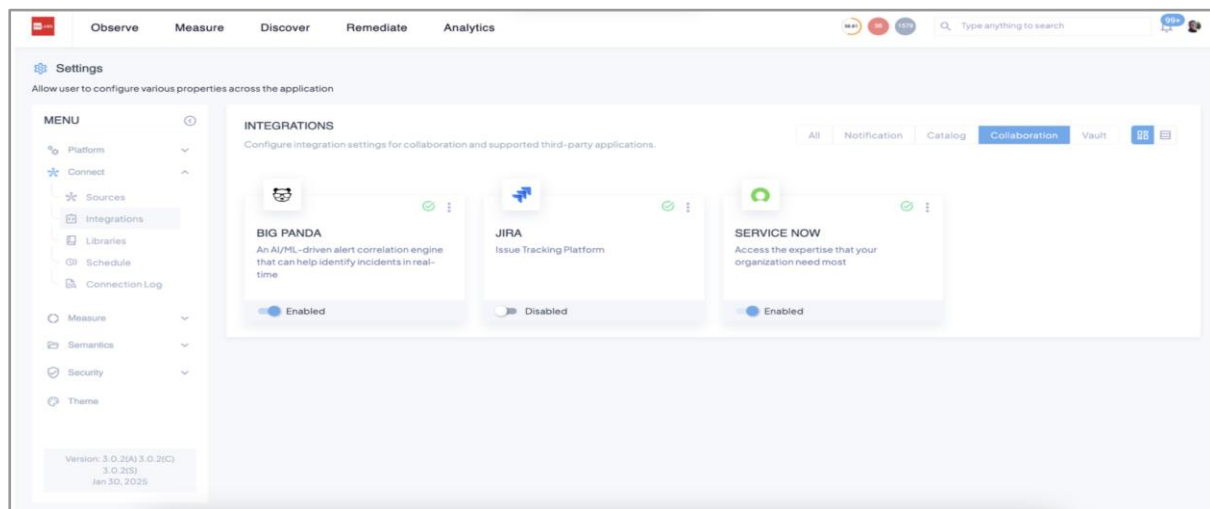 Observe Measure Discover Remediate Analytics
1579
Type anything to search
99+
Settings
Allow user to configure various properties across the application
MENU
Platform
Connect
Sources
Integrations
Libraries
Schedule
Connection Log
Measure
Semantics
Security
Theme
Version: 3.0.2(A) 3.0.2(C)
3.0.2(S)
Jan 30, 2025
INTEGRATIONS
Configure integration settings for collaboration and supported third-party applications.
All Notification Catalog Collaboration Vault
BIG PANDA
An AI/ML-driven alert correlation engine
that can help identify incidents in real-
time
Enabled
JIRA
Issue Tracking Platform
Disabled
SERVICE NOW
Access the expertise that your
organization need most
Enabled